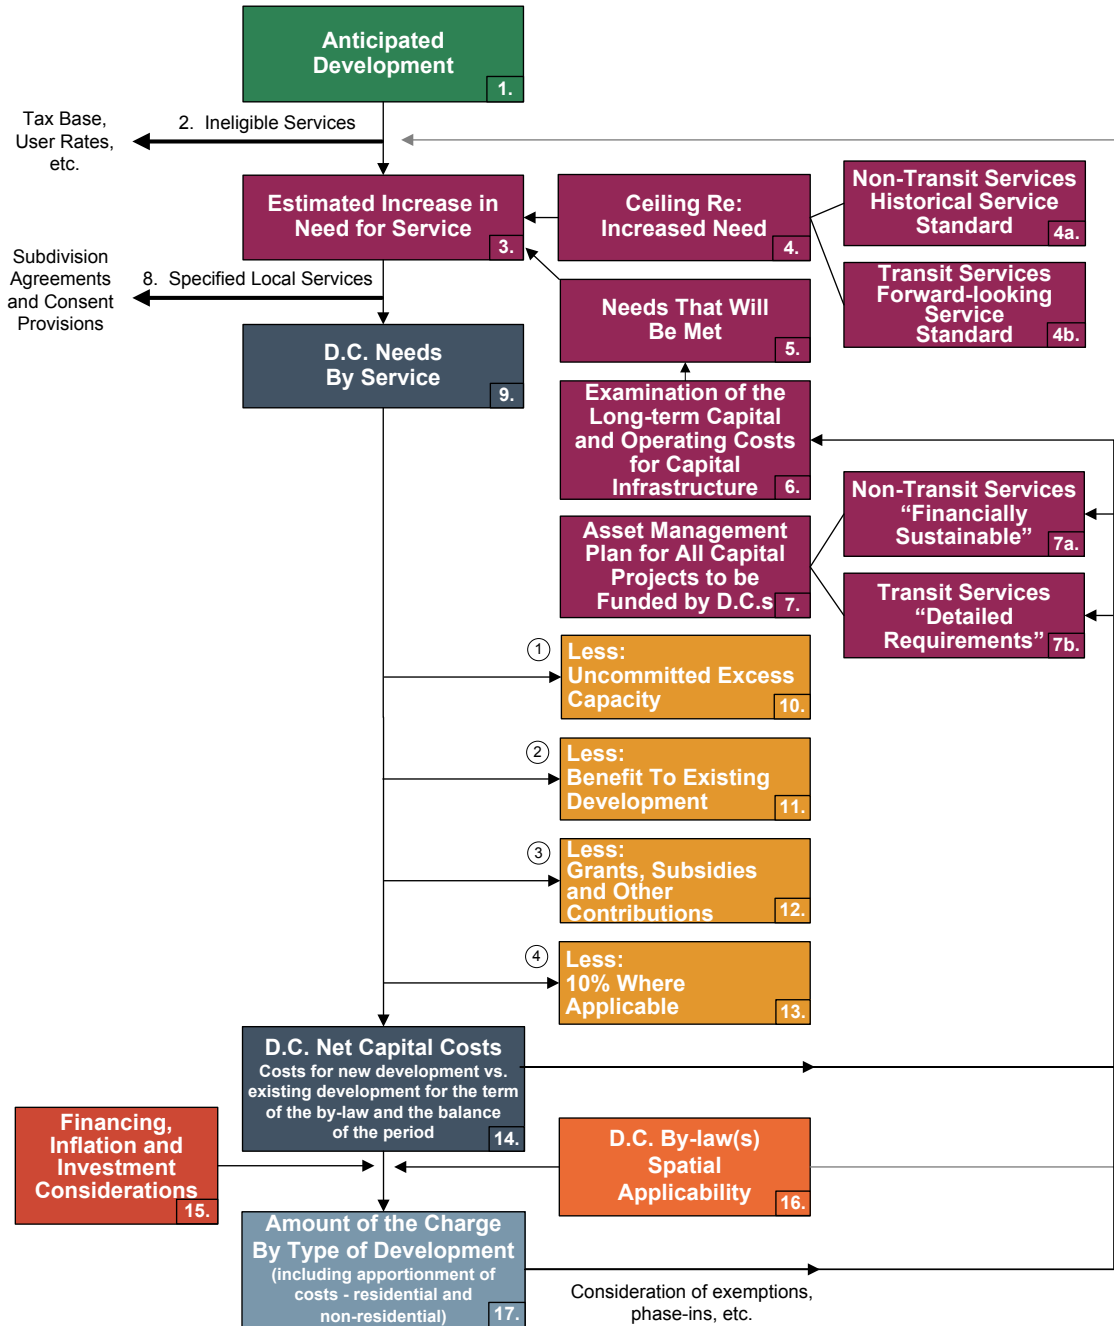 Anticipated
Development
1.
Tax Base,
User Rates,
etc.
2. Ineligible Services
Estimated Increase in
Need for Service
3.
Ceiling Re:
Increased Need
4.
Non-Transit Services
Historical Service
Standard
4a.
Transit Services
Forward-looking
Service
Standard
4b.
Subdivision
Agreements
and Consent
Provisions
8. Specified Local Services
Needs That Will
Be Met
5.
D.C. Needs
By Service
9.
Examination of the
Long-term Capital
and Operating Costs
for Capital
Infrastructure
6.
Non-Transit Services
“Financially
Sustainable”
7a.
Asset Management
Plan for All Capital
Projects to be
Funded by D.C.s
7.
Transit Services
“Detailed
Requirements”
7b.
1
Less:
Uncommitted Excess
Capacity
10.
2
Less:
Benefit To Existing
Development
11.
3
Less:
Grants, Subsidies
and Other
Contributions
12.
4
Less:
10% Where
Applicable
13.
D.C. Net Capital Costs
Costs for new development vs.
existing development for the term
of the by-law and the balance
of the period
14.
Financing,
Inflation and
Investment
Considerations
15.
D.C. By-law(s)
Spatial
Applicability
16.
Amount of the Charge
By Type of Development
(including apportionment of
costs - residential and
non-residential)
17.
Consideration of exemptions,
phase-ins, etc.